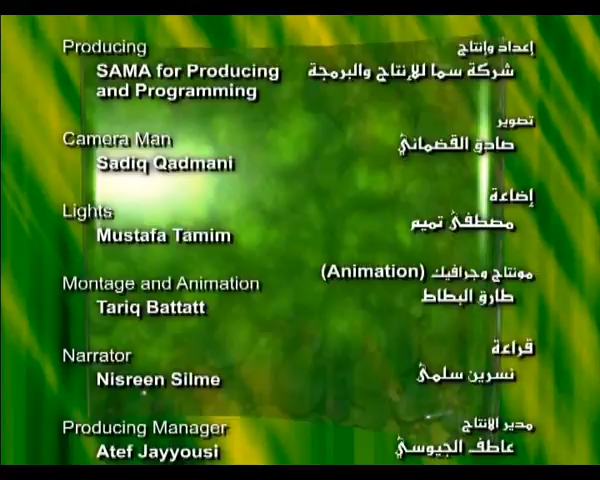 Producing
إعداد وإنتاج
SAMA for Producing
and Programming
شركة سما للإنتاج والبرمجة
Camera Man
تصوير
Sadiq Qadmani
صادق القضماني
Lights
إضاءة
Mustafa Tamim
مصطفى تميم
Montage and Animation
مونتاج وجرافيك (Animation)
Tariq Battatt
طارق البطاط
Narrator
قراءة
Nisreen Silme
نسرين سلمي
Producing Manager
مدير الانتاج
Atef Jayyousi
عاطف الجيوسي